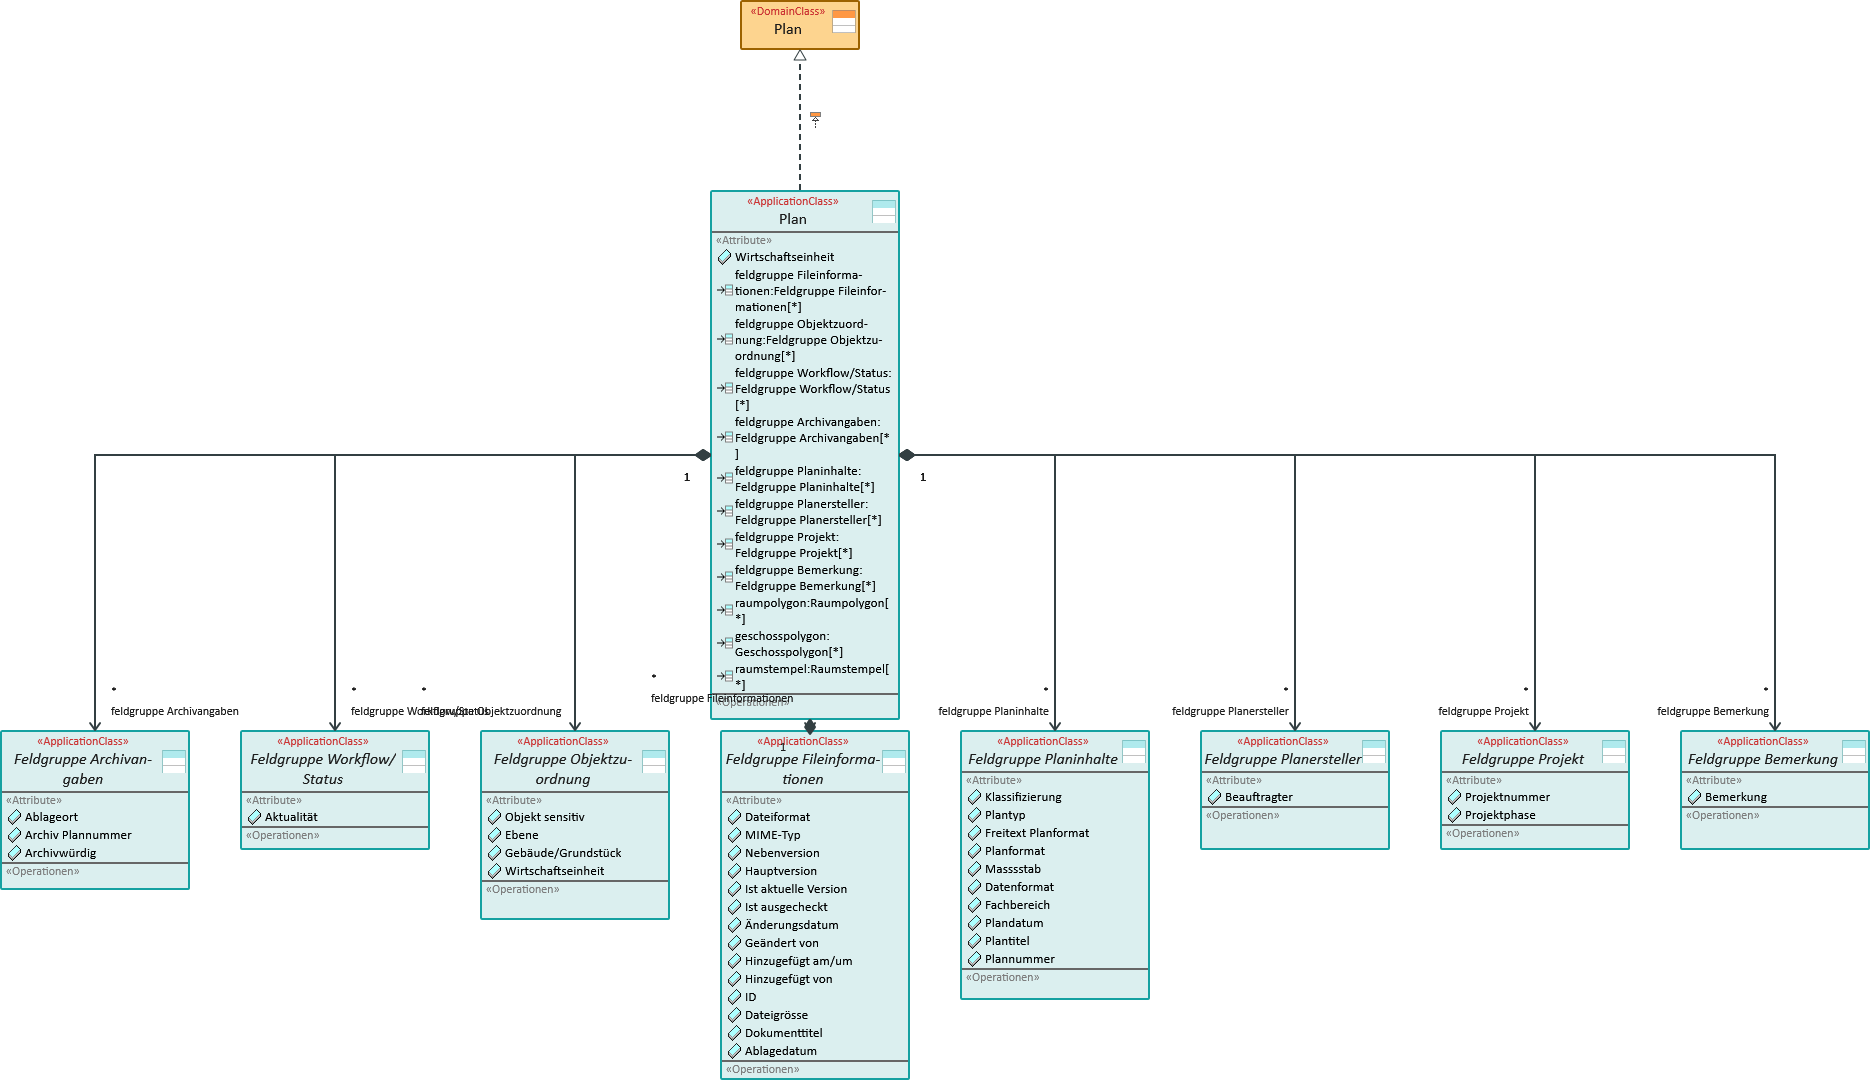 «DomainClass»
Plan
«ApplicationClass»
Plan
«Attribute»
Wirtschaftseinheit
feldgruppe Fileinforma-
tionen:Feldgruppe Fileinfor-
mationen[*]
feldgruppe Objektzuord-
nung:Feldgruppe Objektzu-
ordnung[*]
feldgruppe Workflow/Status:
Feldgruppe Workflow/Status
[*]
feldgruppe Archivangaben:
Feldgruppe Archivangaben[*
]
feldgruppe Planinhalte:
Feldgruppe Planinhalte[*]
feldgruppe Planersteller:
Feldgruppe Planersteller[*]
feldgruppe Projekt:
Feldgruppe Projekt[*]
feldgruppe Bemerkung:
Feldgruppe Bemerkung[*]
raumpolygon:Raumpolygon[
*]
geschosspolygon:
Geschosspolygon[*]
raumstempel:Raumstempel[
*]
«Operationen»
1
1
*
feldgruppe Archivangaben
*
feldgruppe Workflow/Status
*
feldgruppe Objektzuordnung
*
feldgruppe Fileinformationen
1
*
feldgruppe Planinhalte
*
feldgruppe Planersteller
*
feldgruppe Projekt
*
feldgruppe Bemerkung
«ApplicationClass»
Feldgruppe Archivan-
gaben
«Attribute»
Ablageort
Archiv Plannummer
Archivwürdig
«Operationen»
«ApplicationClass»
Feldgruppe Workflow/
Status
«Attribute»
Aktualität
«Operationen»
«ApplicationClass»
Feldgruppe Objektzu-
ordnung
«Attribute»
Objekt sensitiv
Ebene
Gebäude/Grundstück
Wirtschaftseinheit
«Operationen»
«ApplicationClass»
Feldgruppe Fileinforma-
tionen
«Attribute»
Dateiformat
MIME-Typ
Nebenversion
Hauptversion
Ist aktuelle Version
Ist ausgecheckt
Änderungsdatum
Geändert von
Hinzugefügt am/um
Hinzugefügt von
ID
Dateigrösse
Dokumenttitel
Ablagedatum
«Operationen»
«ApplicationClass»
Feldgruppe Planinhalte
«Attribute»
Klassifizierung
Plantyp
Freitext Planformat
Planformat
Masssstab
Datenformat
Fachbereich
Plandatum
Plantitel
Plannummer
«Operationen»
«ApplicationClass»
Feldgruppe Planersteller
«Attribute»
Beauftragter
«Operationen»
«ApplicationClass»
Feldgruppe Projekt
«Attribute»
Projektnummer
Projektphase
«Operationen»
«ApplicationClass»
Feldgruppe Bemerkung
«Attribute»
Bemerkung
«Operationen»